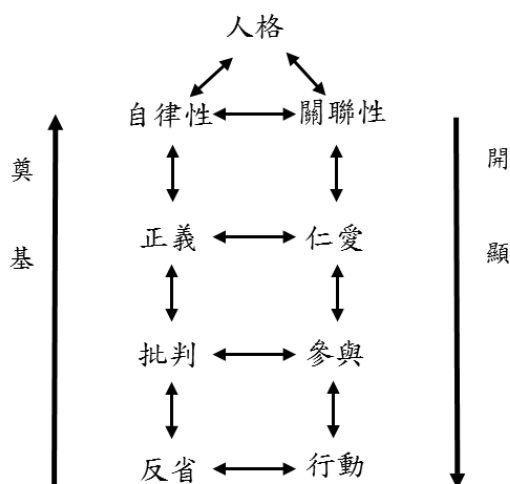 人格
自律性 關聯性
奠基
開顯
正義 仁愛
批判 參與
反省 行動